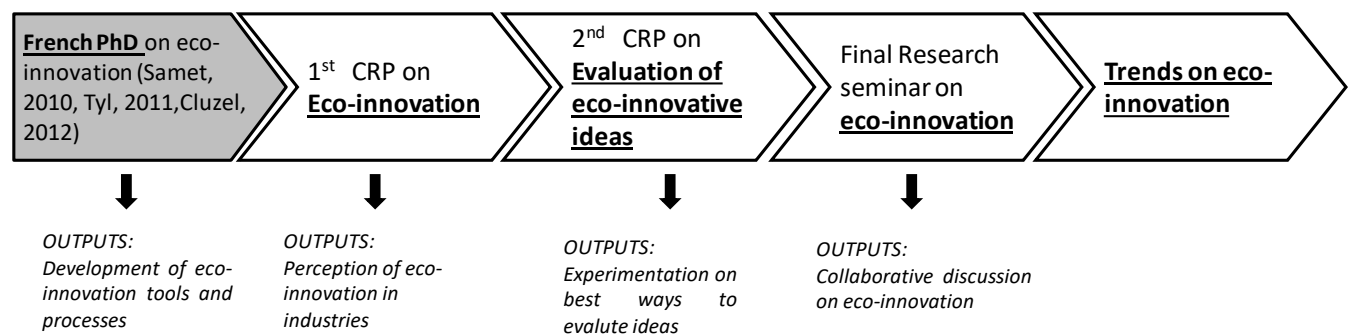 French PhD on eco-
innovation (Samet,
2010, Tyl, 2011,Cluzel,
2012)
1st CRP on
Eco-innovation
2nd CRP on
Evaluation of
eco-innovative
ideas
Final Research
seminar on
eco-innovation
Trends on eco-
innovation
OUTPUTS:
Development of eco-
innovation tools and
processes
OUTPUTS:
Perception of eco-
innovation in
industries
OUTPUTS:
Experimentation on
best ways to
evalute ideas
OUTPUTS:
Collaborative discussion
on eco-innovation